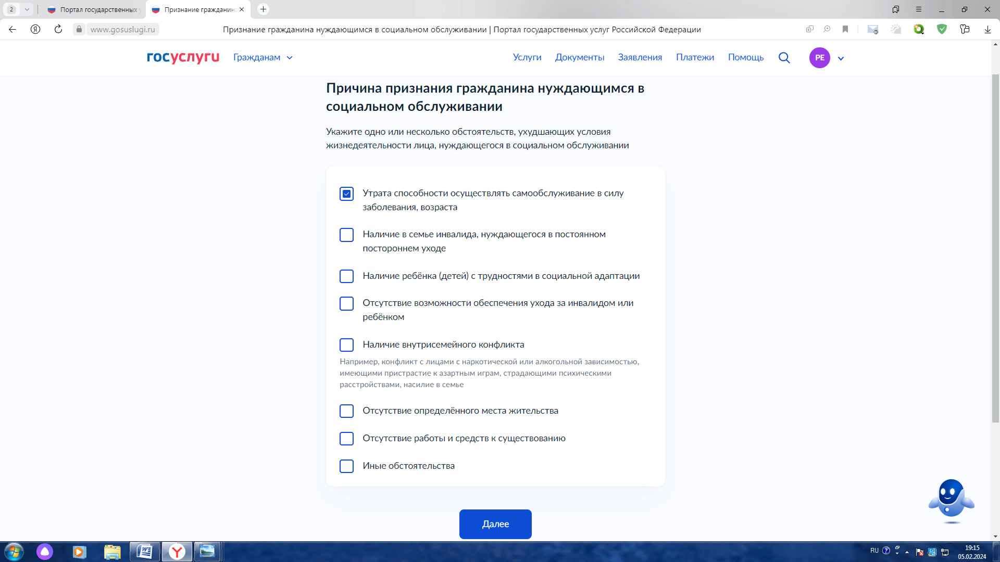 2
Портал государственных
Признание гражданина
www.gosuslugi.ru
Признание гражданина нуждающимся в социальном обслуживании | Портал государственных услуг Российской Федерации
госуслуги
Гражданам
Услуги
Документы
Заявления
Платежи
Помощь
РЕ
Причина признания гражданина нуждающимся в
социальном обслуживании
Укажите одно или несколько обстоятельств, ухудшающих условия
жизнедеятельности лица, нуждающегося в социальном обслуживании
Утрата способности осуществлять самообслуживание в силу
заболевания, возраста
Наличие в семье инвалида, нуждающегося в постоянном
постороннем уходе
Наличие ребёнка (детей) с трудностями в социальной адаптации
Отсутствие возможности обеспечения ухода за инвалидом или
ребёнком
Наличие внутрисемейного конфликта
Например, конфликт с лицами с наркотической или алкогольной зависимостью,
имеющими пристрастие к азартным играм, страдающими психическими
расстройствами, насилие в семье
Отсутствие определённого места жительства
Отсутствие работы и средств к существованию
Иные обстоятельства
Далее
RU
19:15
05.02.2024